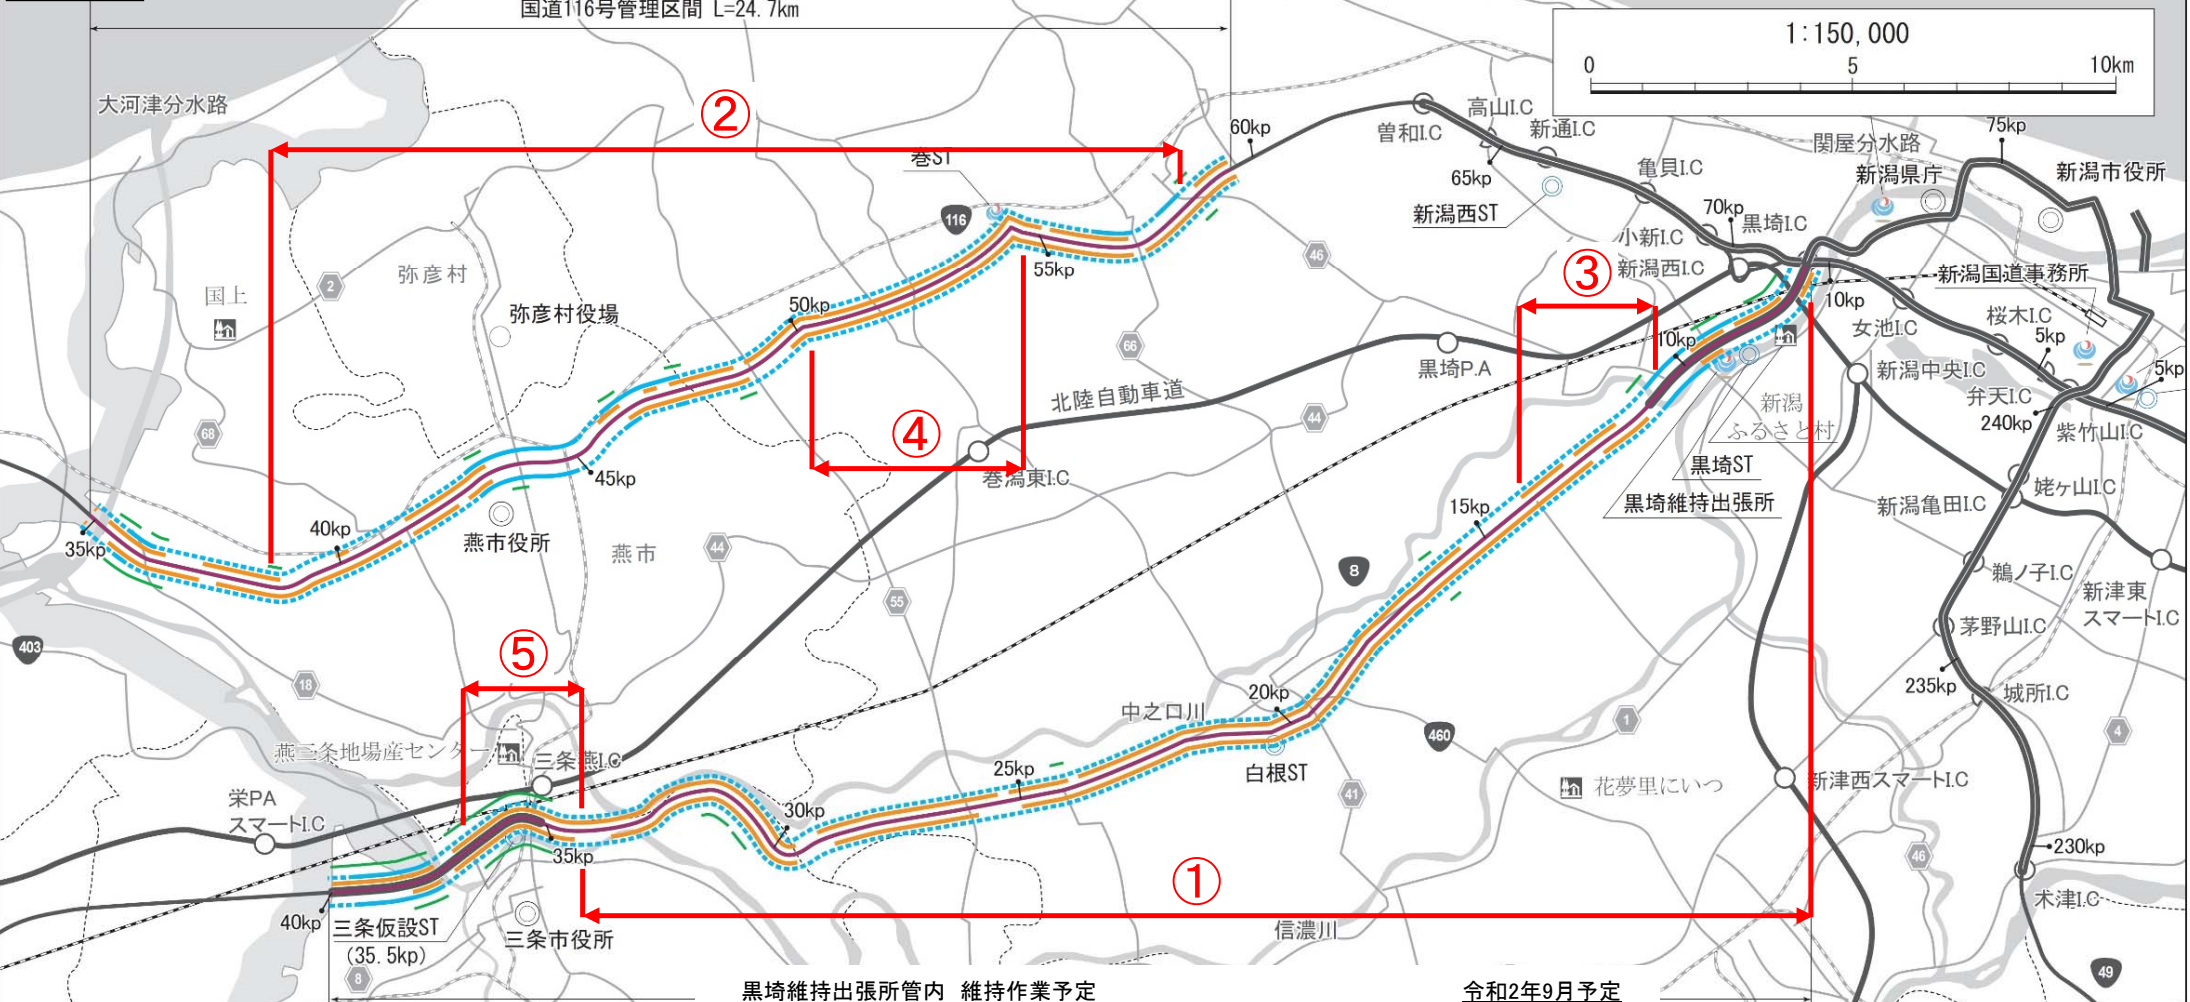 国道116号管理区間 L=24.7km
1:150,000
0 5 10km
大河津分水路
②
60kp
曽和I.C
高山I.C
新通I.C
関屋分水路
75kp
巻ST
65kp
亀貝I.C
新潟県庁
新潟市役所
新潟西ST
116
70kp
黒埼I.C
小新I.C
新潟西I.C
46
弥彦村
2
国上
55kp
③
新潟国道事務所
50kp
弥彦村役場
10kp
女池I.C
桜木I.C
5kp
66
10kp
黒埼P.A
新潟中央I.C
5kp
北陸自動車道
弁天I.C
240kp
紫竹山I.C
新潟
ふるさと村
44
68
④
巻潟東I.C
45kp
黒埼ST
黒埼維持出張所
姥ヶ山I.C
新潟亀田I.C
15kp
40kp
35kp
燕市役所
燕市
44
8
鵜ノ子I.C
新津東
スマートI.C
55
茅野山I.C
403
⑤
18
235kp
城所I.C
20kp
中之口川
1
460
4
燕三条地場産センター
三条燕I.C
25kp
白根ST
花夢里にいつ
新津西スマートI.C
栄PA
スマートI.C
30kp
41
35kp
46
230kp
①
40kp
三条仮設ST
(35.5kp)
三条市役所
信濃川
木津I.C
8
49
黒埼維持出張所管内 維持作業予定
令和2年9月予定